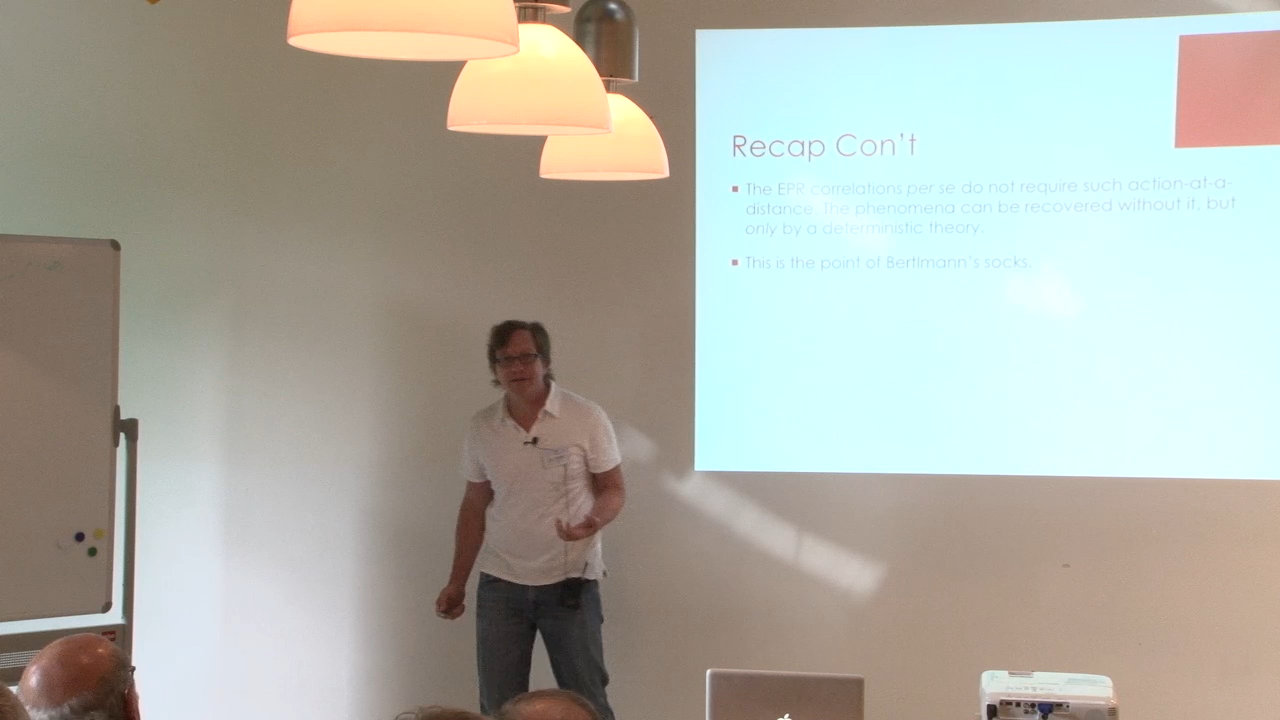 Recap Con't
The EPR correlations per se do not require such action-at-a-
distance. The phenomena can be recovered without it, but
only by a deterministic theory.
This is the point of Bertlmann's socks.